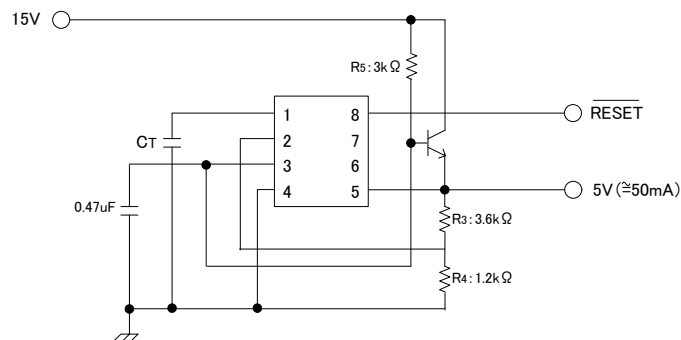 15V
R5:3kΩ
1 8
2 7
3 6
4 5
CT
RESET
0.47uF
5V(≅50mA)
R3:3.6kΩ
R4:1.2kΩ